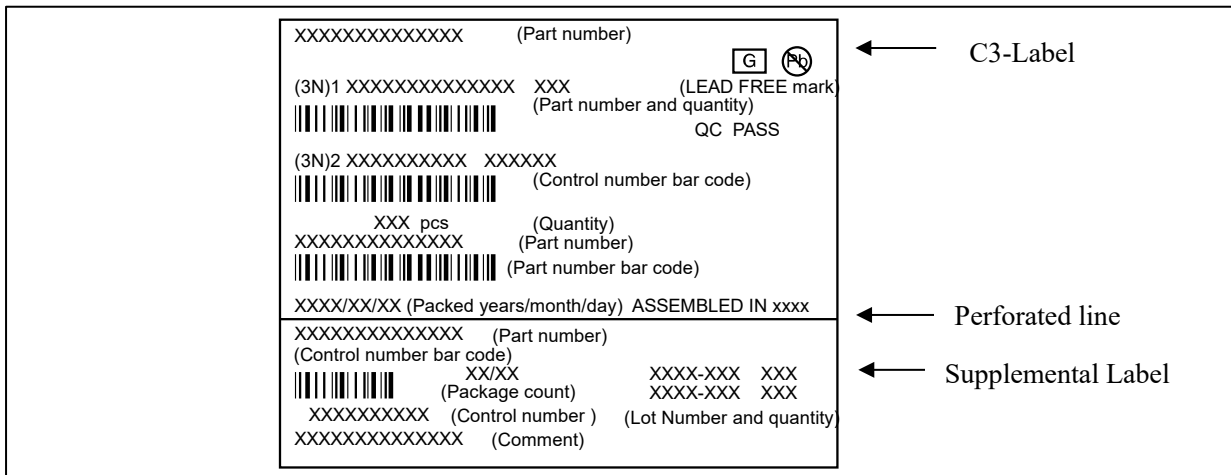 XXXXXXXXXXXXXX (Part number)
C3-Label
G Pb
(3N)1 XXXXXXXXXXXXXX XXX (LEAD FREE mark)
(Part number and quantity)
QC PASS
(3N)2 XXXXXXXXXX XXXXXX
(Control number bar code)
XXX pcs (Quantity)
XXXXXXXXXXXXXX (Part number)
(Part number bar code)
XXXX/XX/XX (Packed years/month/day) ASSEMBLED IN xxxx
Perforated line
XXXXXXXXXXXXXX (Part number)
(Control number bar code)
XX/XX XXXX-XXX XXX
Supplemental Label
(Package count) XXXX-XXX XXX
XXXXXXXXXX (Control number ) (Lot Number and quantity)
XXXXXXXXXXXXXX (Comment)